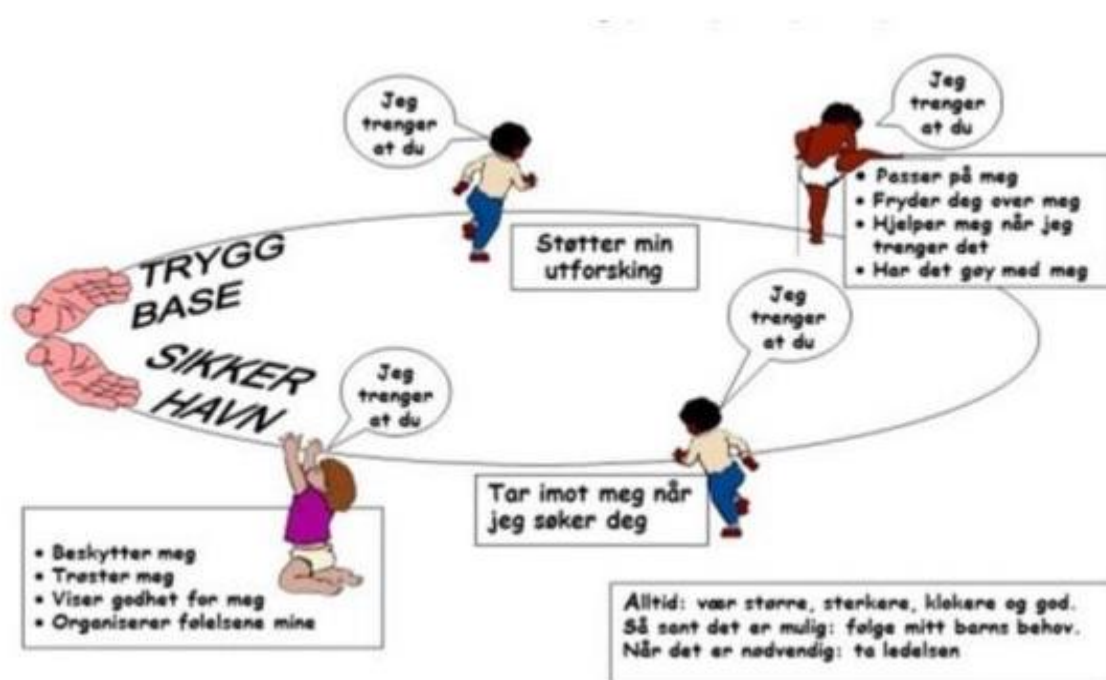 Jeg
trenger
at du
Jeg
trenger
at du
• Passer på meg
• Fryder deg over meg
• Hjelper meg når jeg
trenger det
• Har det gøy med meg
Støtter min
utforsking
TRYGG
BASE
SIKKER
HAVN
Jeg
trenger
at du
Jeg
trenger
at du
Tar imot meg når
jeg søker deg
• Beskytter meg
• Trøster meg
• Viser godhet for meg
• Organiserer følelsene mine
Alltid: vær større, sterkere, klokere og god.
Så sant det er mulig: følge mitt barns behov.
Når det er nødvendig: ta ledelsen